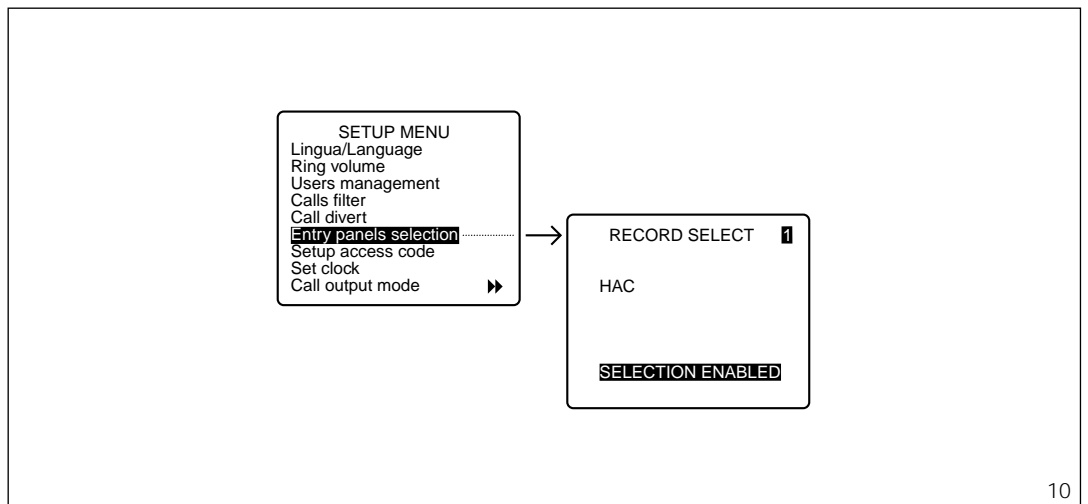 SETUP MENU
Lingua/Language
Ring volume
Users management
Calls filter
Call divert
Entry panels selection
Setup access code
Set clock
Call output mode
RECORD SELECT 1
HAC
SELECTION ENABLED
10